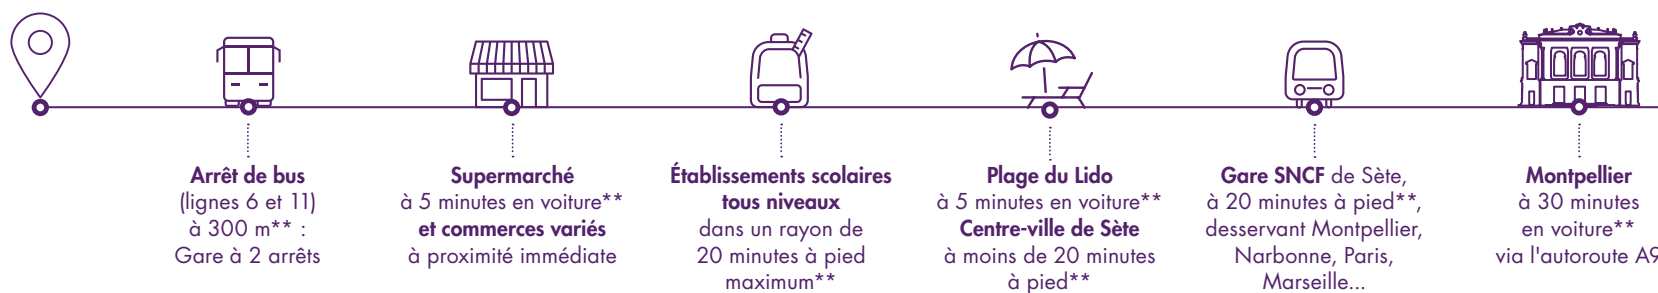 Arrêt de bus
(lignes 6 et 11)
à 300 m** :
Gare à 2 arrêts
Supermarché
à 5 minutes en voiture**
et commerces variés
à proximité immédiate
Établissements scolaires
tous niveaux
dans un rayon de
20 minutes à pied
maximum**
Plage du Lido
à 5 minutes en voiture**
Centre-ville de Sète
à moins de 20 minutes
à pied**
Gare SNCF de Sète,
à 20 minutes à pied**,
desservant Montpellier,
Narbonne, Paris,
Marseille...
Montpellier
à 30 minutes
en voiture**
via l'autoroute A9